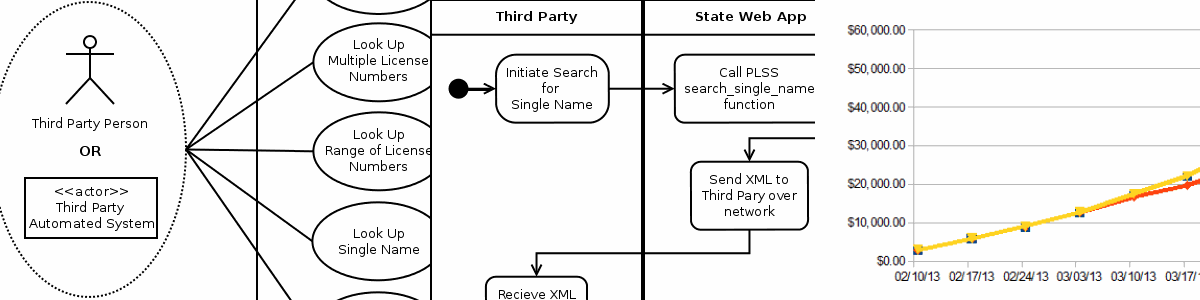 Third Party Person
OR
<<actor>>
Third Party
Automated System
Look Up
Multiple License
Numbers
Look Up
Range of License
Numbers
Look Up
Single Name
Third Party
State Web App
Initiate Search
for
Single Name
Call PLSS
search_single_name
function
Send XML to
Third Pary over
network
Recieve XML
$60,000.00
$50,000.00
$40,000.00
$30,000.00
$20,000.00
$10,000.00
$0.00
02/10/13 02/17/13 02/24/13 03/03/13 03/10/13 03/17/